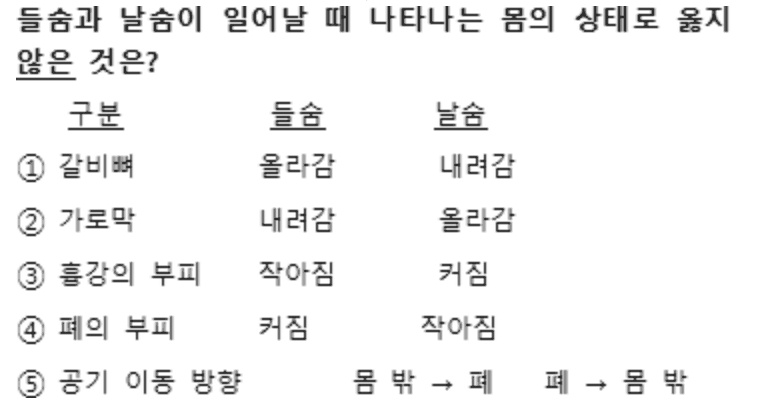 들숨과 날숨이 일어날 때 나타나는 몸의 상태로 옳지
않은 것은?
구분 들숨 날숨
① 갈비뼈 올라감 내려감
② 가로막 내려감 올라감
③ 흉강의 부피 작아짐 커짐
④ 폐의 부피 커짐 작아짐
⑤ 공기 이동 방향 몸 밖 → 폐 폐 → 몸 밖